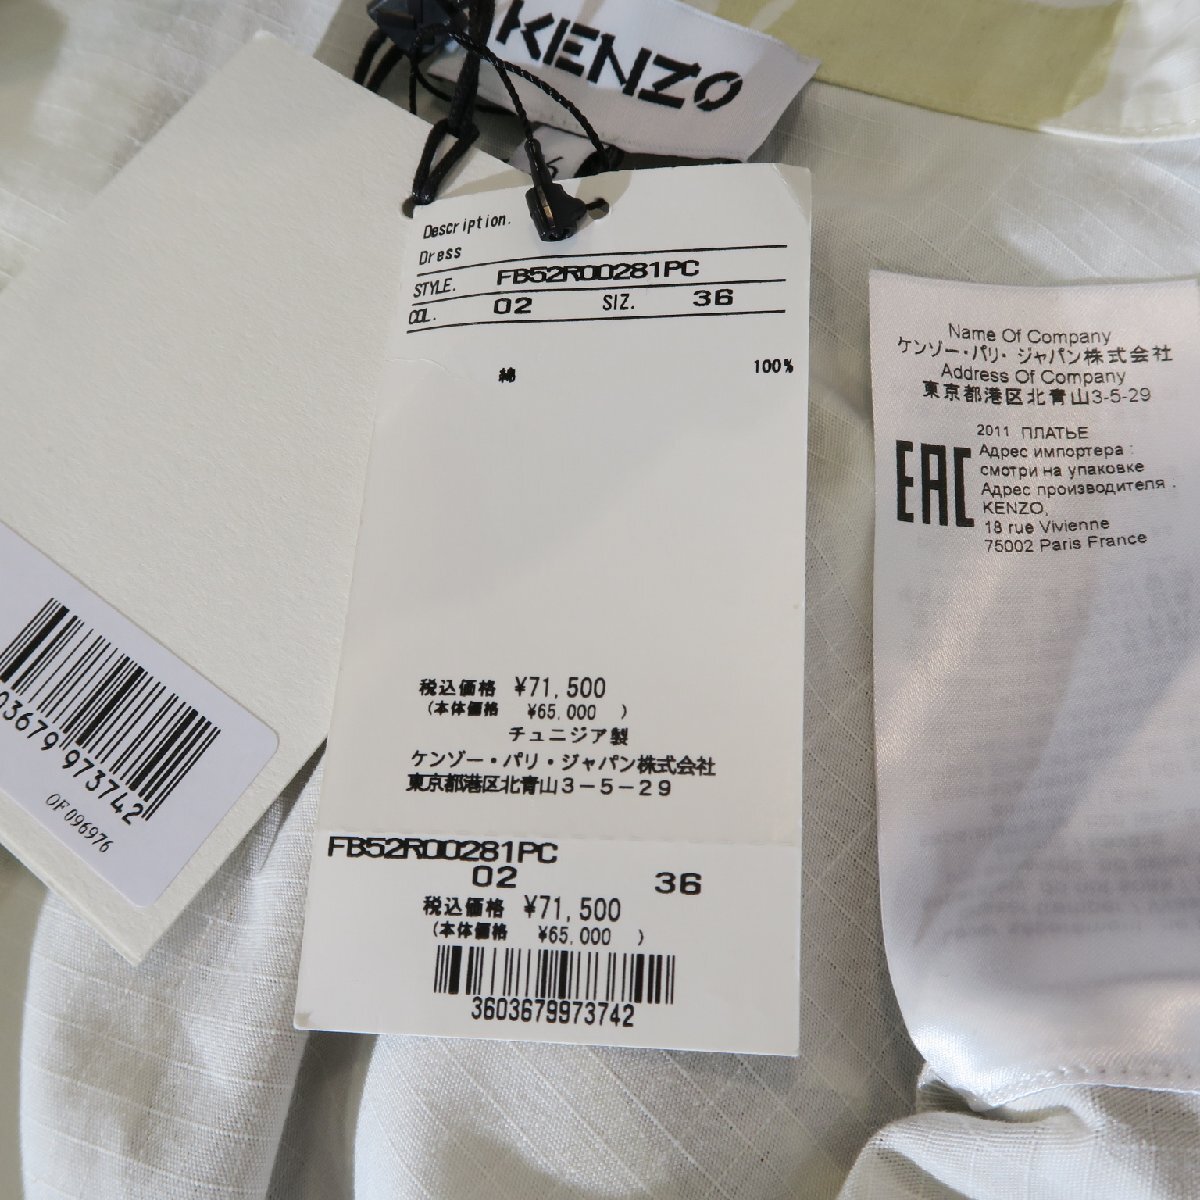 KENZO
Description.
Dress
STYLE. FB52R00281PC
COL. 02 SIZ. 36
綿 100%
税込価格 ¥71,500
(本体価格 ¥65,000 )
チュニジア製
ケンゾー・パリ・ジャパン株式会社
東京都港区北青山3-5-29
FB52R00281PC
02 36
税込価格 ¥71,500
(本体価格 ¥65,000 )
3603679973742
03679 973742
OF 096976
Name Of Company
ケンゾー・パリ・ジャパン株式会社
Address Of Company
東京都港区北青山3-5-29
EAC
2011 ПЛАТЬЕ
Адрес импортера :
смотри на упаковке
Адрес производителя .
KENZO,
18 rue Vivienne
75002 Paris France